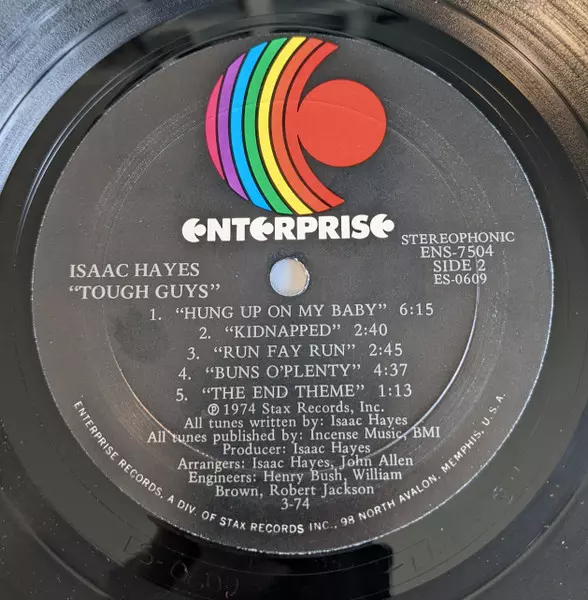 ENTERPRISE
STEREOPHONIC
ENS-7504
SIDE 2
ES-0609
ISAAC HAYES
"TOUGH GUYS"
1. "HUNG UP ON MY BABY" 6:15
2. "KIDNAPPED" 2:40
3. "RUN FAY RUN" 2:45
4. "BUNS O'PLENTY" 4:37
5. "THE END THEME" 1:13
℗ 1974 Stax Records, Inc.
All tunes written by: Isaac Hayes
All tunes published by: Incense Music, BMI
Producer: Isaac Hayes
Arrangers: Isaac Hayes, John Allen
Engineers: Henry Bush, William
Brown, Robert Jackson
3-74
ENTERPRISE RECORDS, A DIV. OF STAX RECORDS INC., 98 NORTH AVALON, MEMPHIS, U.S.A.